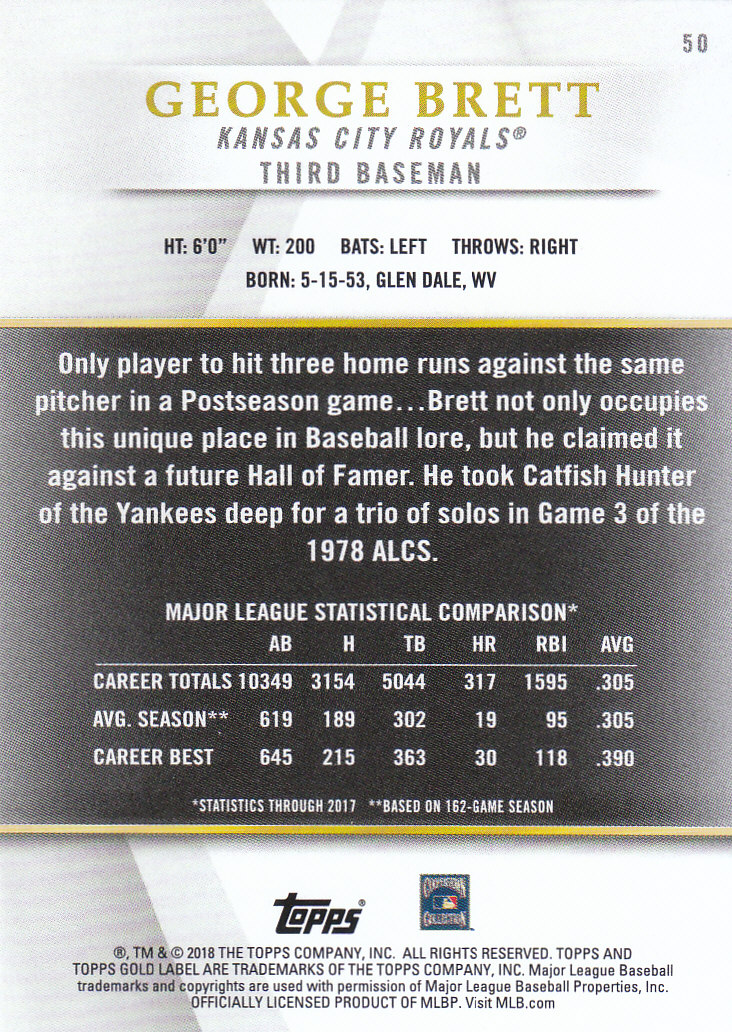 50
GEORGE BRETT
KANSAS CITY ROYALS®
THIRD BASEMAN
HT: 6'0" WT: 200 BATS: LEFT THROWS: RIGHT
BORN: 5-15-53, GLEN DALE, WV
Only player to hit three home runs against the same
pitcher in a Postseason game...Brett not only occupies
this unique place in Baseball lore, but he claimed it
against a future Hall of Famer. He took Catfish Hunter
of the Yankees deep for a trio of solos in Game 3 of the
1978 ALCS.
MAJOR LEAGUE STATISTICAL COMPARISON*
AB H TB HR RBI AVG
CAREER TOTALS 10349 3154 5044 317 1595 .305
AVG. SEASON** 619 189 302 19 95 .305
CAREER BEST 645 215 363 30 118 .390
*STATISTICS THROUGH 2017 **BASED ON 162-GAME SEASON
Topps®
COOPERSTOWN
COLLECTION
®, TM & © 2018 THE TOPPS COMPANY, INC. ALL RIGHTS RESERVED. TOPPS AND
TOPPS GOLD LABEL ARE TRADEMARKS OF THE TOPPS COMPANY, INC. Major League Baseball
trademarks and copyrights are used with permission of Major League Baseball Properties, Inc.
OFFICIALLY LICENSED PRODUCT OF MLBP. Visit MLB.com